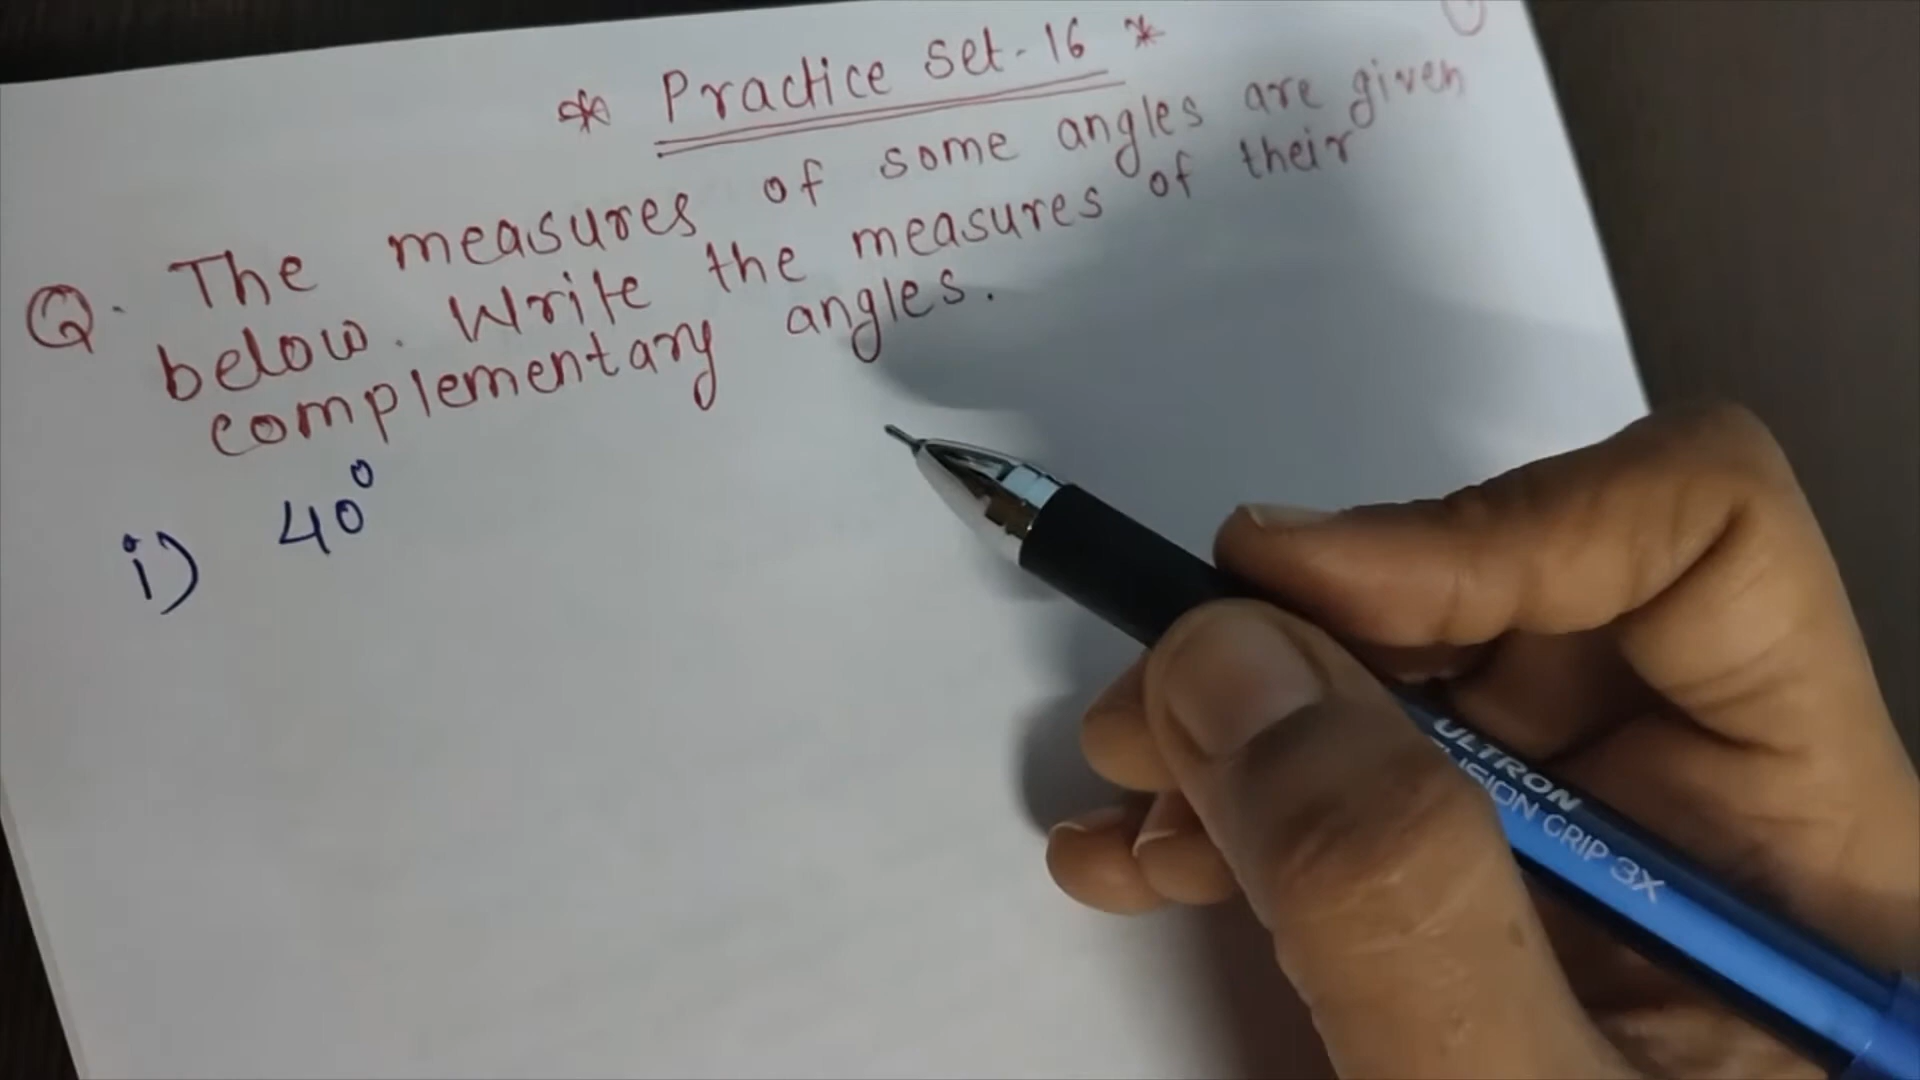 * Practice Set-16 *
Q. The measures of some angles are given
below. Write the measures of their
complementary angles.
i) 40°
ULTRON
GRIP 3X